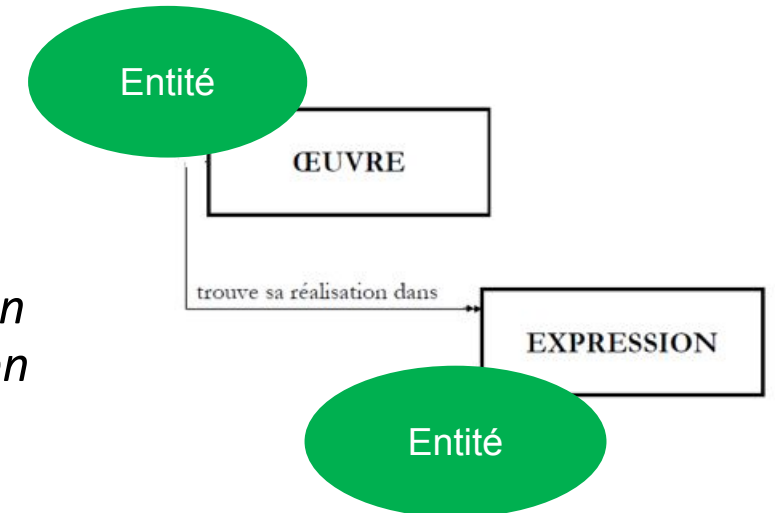 Entité
ŒUVRE
trouve sa réalisation dans
n
EXPRESSION
n
Entité